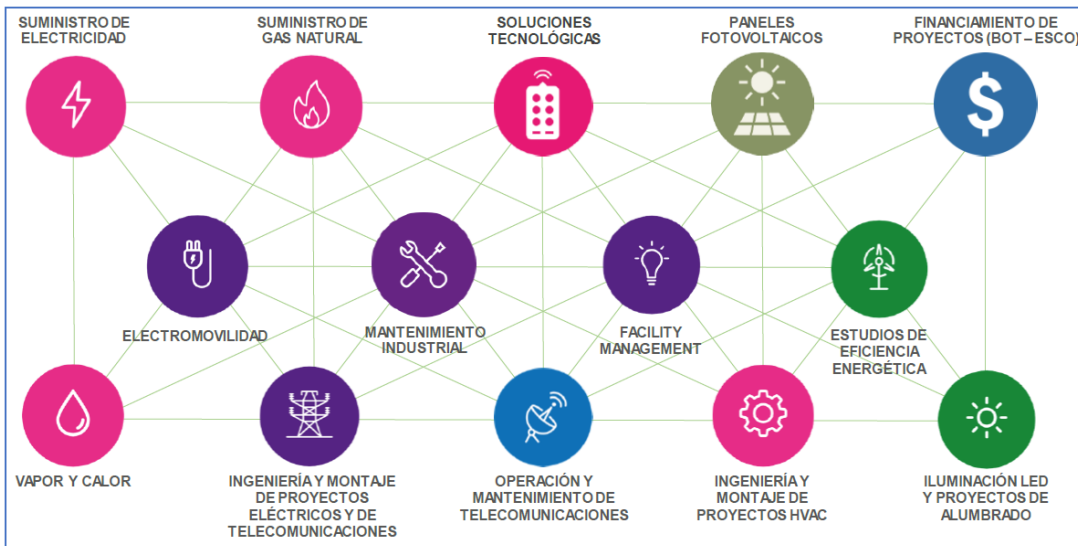 SUMINISTRO DE
ELECTRICIDAD
SUMINISTRO DE
GAS NATURAL
SOLUCIONES
TECNOLÓGICAS
PANELES
FOTOVOLTAICOS
FINANCIAMIENTO DE
PROYECTOS (BOT – ESCO)
$
ELECTROMOVILIDAD
MANTENIMIENTO
INDUSTRIAL
FACILITY
MANAGEMENT
ESTUDIOS DE
EFICIENCIA
ENERGÉTICA
VAPOR Y CALOR
INGENIERÍA Y MONTAJE
DE PROYECTOS
ELÉCTRICOS Y DE
TELECOMUNICACIONES
OPERACIÓN Y
MANTENIMIENTO DE
TELECOMUNICACIONES
INGENIERÍA Y
MONTAJE DE
PROYECTOS HVAC
ILUMINACIÓN LED
Y PROYECTOS DE
ALUMBRADO